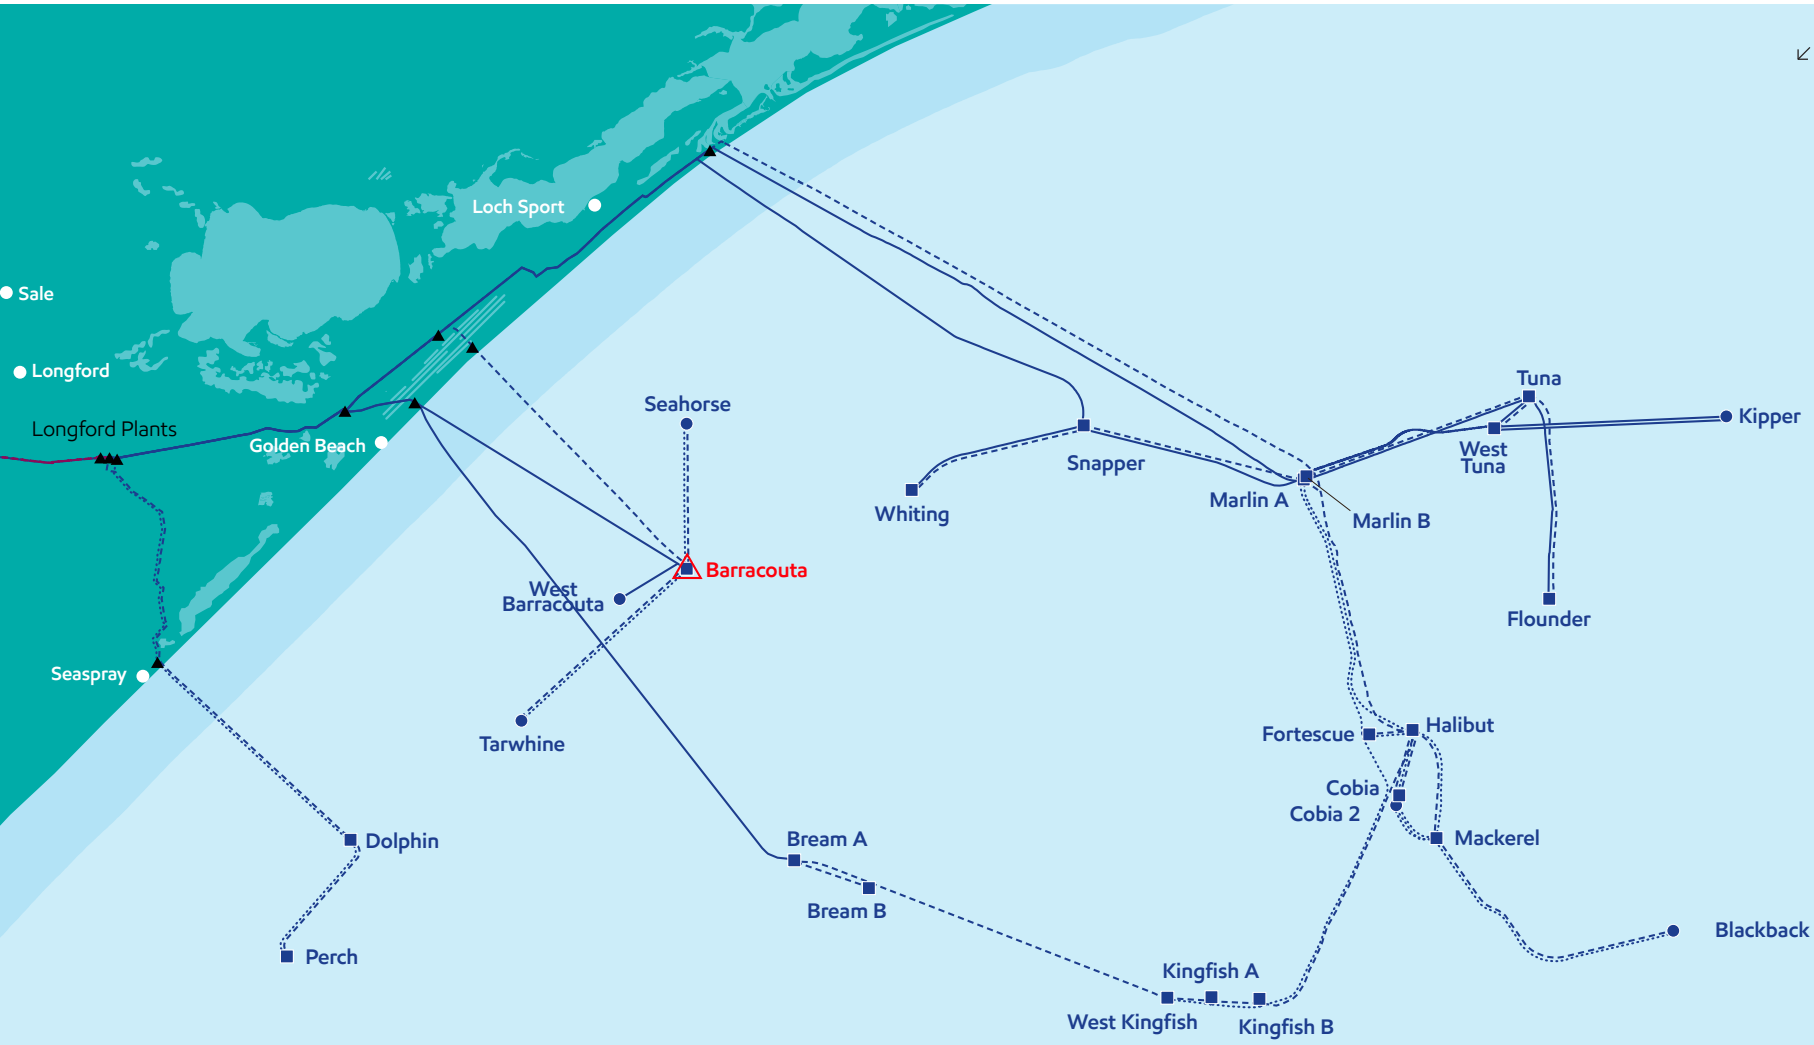 Loch Sport
Sale
Longford
Longford Plants
Golden Beach
Seaspray
Seahorse
Barracouta
West
Barracouta
Tarwhine
Dolphin
Perch
Whiting
Snapper
Marlin A
Marlin B
Tuna
West
Tuna
Kipper
Flounder
Fortescue
Halibut
Cobia
Cobia 2
Mackerel
Blackback
Bream A
Bream B
Kingfish A
West Kingfish
Kingfish B